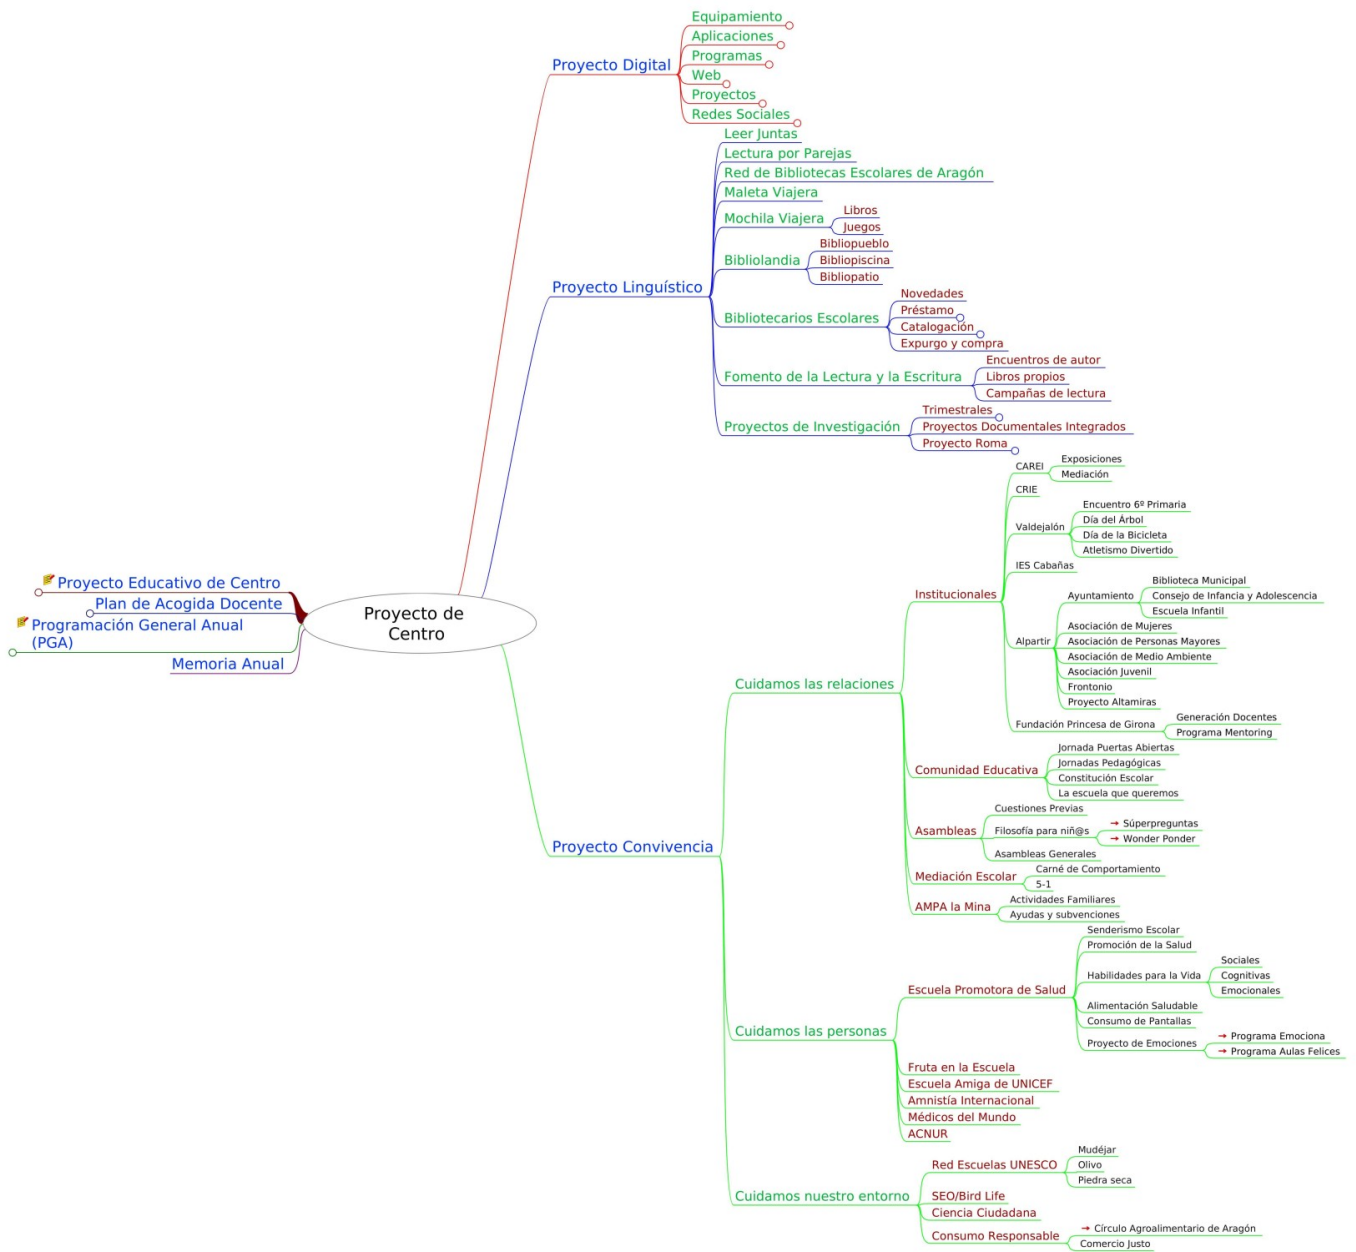 Proyecto de
Centro
Proyecto Educativo de Centro
Plan de Acogida Docente
Programación General Anual
(PGA)
Memoria Anual
Proyecto Digital
Equipamiento
Aplicaciones
Programas
Web
Proyectos
Redes Sociales
Proyecto Linguístico
Leer Juntas
Lectura por Parejas
Red de Bibliotecas Escolares de Aragón
Maleta Viajera
Mochila Viajera
Libros
Juegos
Bibliolandia
Bibliopueblo
Bibliopiscina
Bibliopatio
Bibliotecarios Escolares
Novedades
Préstamo
Catalogación
Expurgo y compra
Fomento de la Lectura y la Escritura
Encuentros de autor
Libros propios
Campañas de lectura
Proyectos de Investigación
Trimestrales
Proyectos Documentales Integrados
Proyecto Roma
Proyecto Convivencia
Cuidamos las relaciones
Institucionales
CAREI
Exposiciones
Mediación
CRIE
Valdejalón
Encuentro 6º Primaria
Día del Árbol
Día de la Bicicleta
Atletismo Divertido
IES Cabañas
Alpartir
Ayuntamiento
Biblioteca Municipal
Consejo de Infancia y Adolescencia
Escuela Infantil
Asociación de Mujeres
Asociación de Personas Mayores
Asociación de Medio Ambiente
Asociación Juvenil
Frontonio
Proyecto Altamiras
Fundación Princesa de Girona
Generación Docentes
Programa Mentoring
Comunidad Educativa
Jornada Puertas Abiertas
Jornadas Pedagógicas
Constitución Escolar
La escuela que queremos
Asambleas
Cuestiones Previas
Filosofía para niñ@s
→ Súperpreguntas
→ Wonder Ponder
Asambleas Generales
Mediación Escolar
Carné de Comportamiento
5-1
AMPA la Mina
Actividades Familiares
Ayudas y subvenciones
Cuidamos las personas
Escuela Promotora de Salud
Senderismo Escolar
Promoción de la Salud
Habilidades para la Vida
Sociales
Cognitivas
Emocionales
Alimentación Saludable
Consumo de Pantallas
Proyecto de Emociones
→ Programa Emociona
→ Programa Aulas Felices
Fruta en la Escuela
Escuela Amiga de UNICEF
Amnistía Internacional
Médicos del Mundo
ACNUR
Cuidamos nuestro entorno
Red Escuelas UNESCO
Mudéjar
Olivo
Piedra seca
SEO/Bird Life
Ciencia Ciudadana
Consumo Responsable
→ Círculo Agroalimentario de Aragón
Comercio Justo